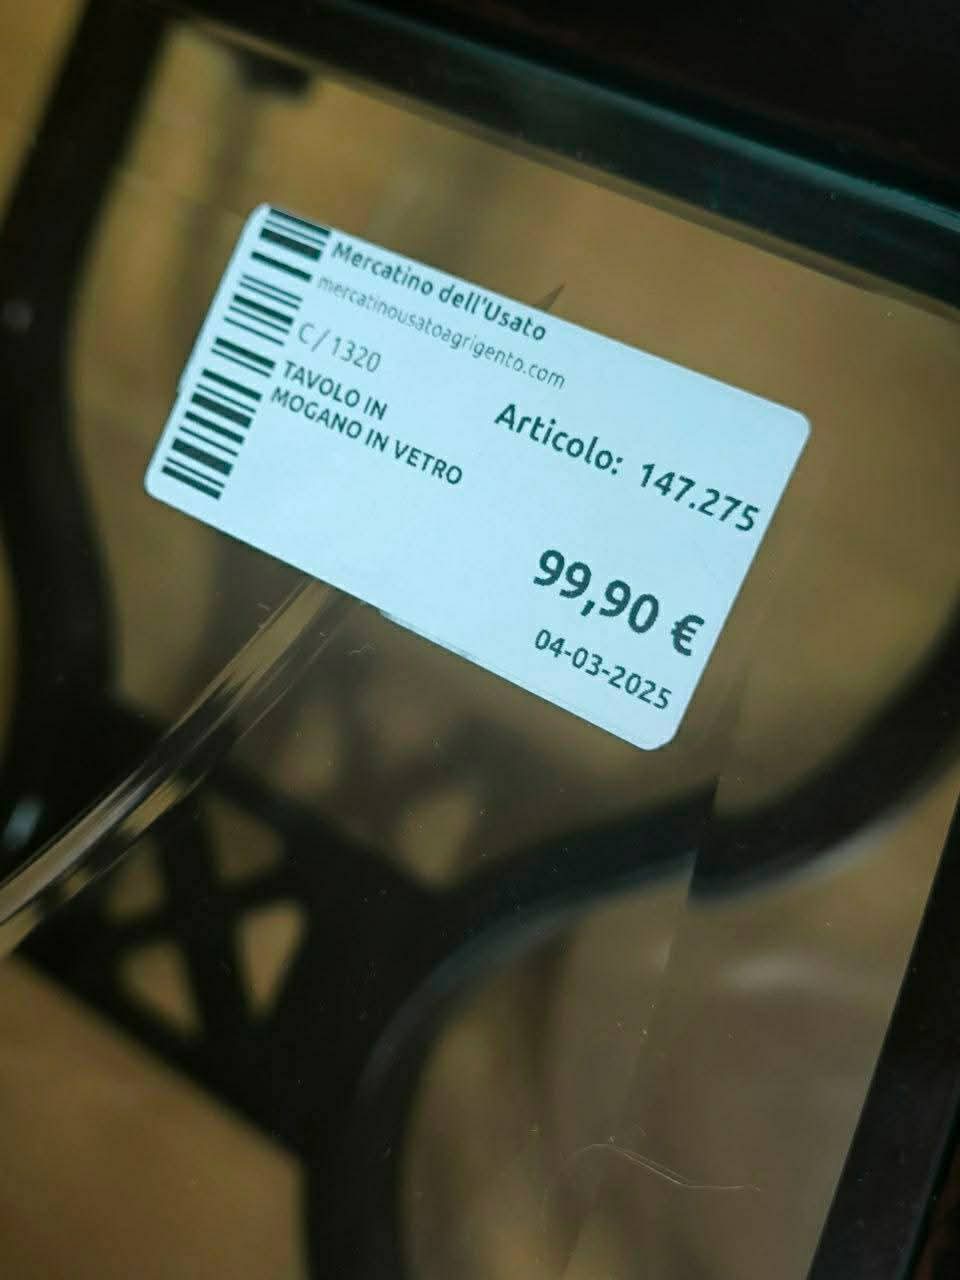 Mercatino dell'Usato
mercatinousatoagrigento.com
C/1320
TAVOLO IN
MOGANO IN VETRO
Articolo: 147.275
99,90 €
04-03-2025